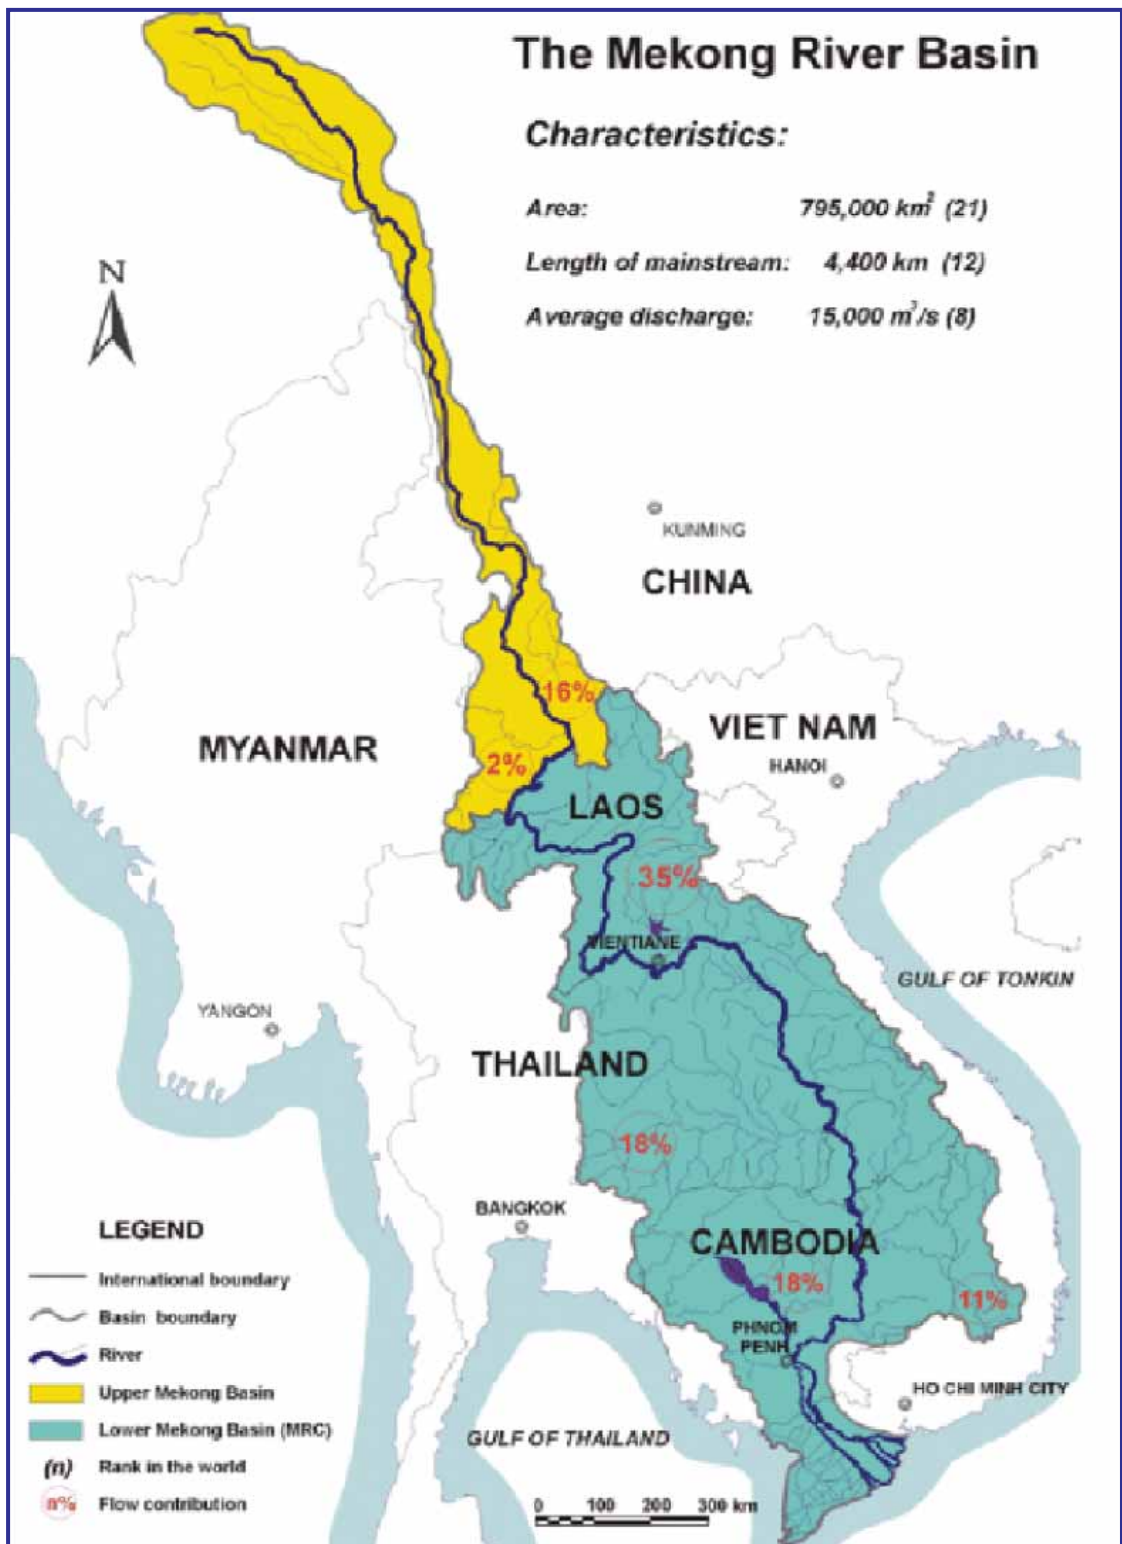 The Mekong River Basin
Characteristics:
Area: 795,000 km² (21)
Length of mainstream: 4,400 km (12)
Average discharge: 15,000 m³/s (8)
N
KUNMING
CHINA
16%
MYANMAR
VIET NAM
2%
HANOI
LAOS
35%
VIENTIANE
GULF OF TONKIN
YANGON
THAILAND
18%
BANGKOK
CAMBODIA
18%
11%
PHNOM
PENH
HO CHI MINH CITY
GULF OF THAILAND
LEGEND
International boundary
Basin boundary
River
Upper Mekong Basin
Lower Mekong Basin (MRC)
(n) Rank in the world
n% Flow contribution
0 100 200 300 km